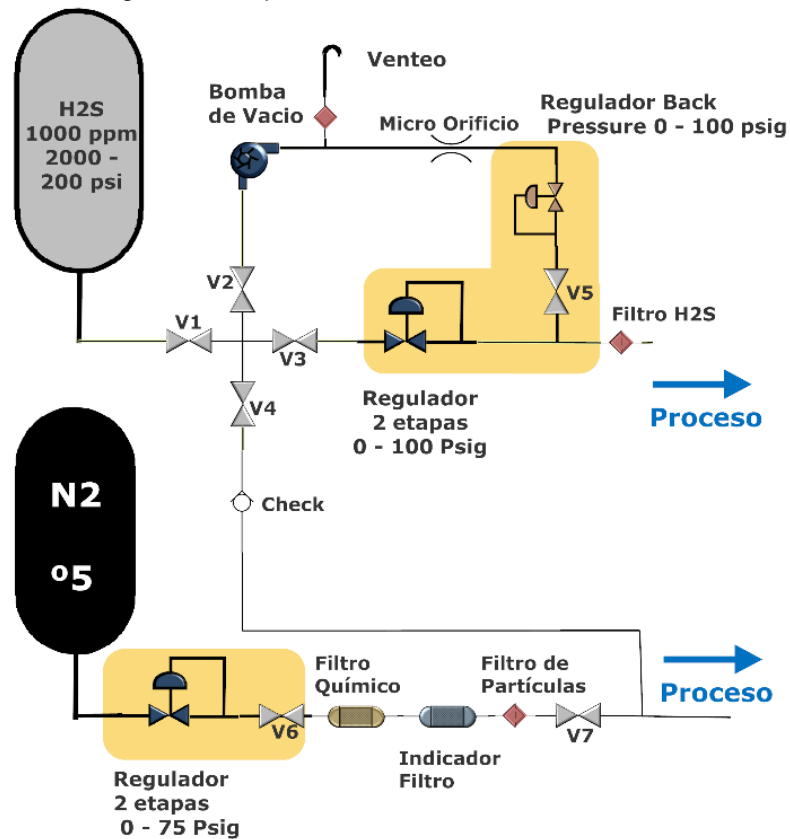 H2S
1000 ppm
2000 -
200 psi
Venteo
Bomba
de Vacio
Micro Orificio
Regulador Back
Pressure 0 - 100 psig
V2
V5
V1
V3
Filtro H2S
V4
Regulador
2 etapas
0 - 100 Psig
Proceso
Check
N2
º5
Filtro
Químico
Filtro de
Partículas
Proceso
V6
V7
Indicador
Filtro
Regulador
2 etapas
0 - 75 Psig